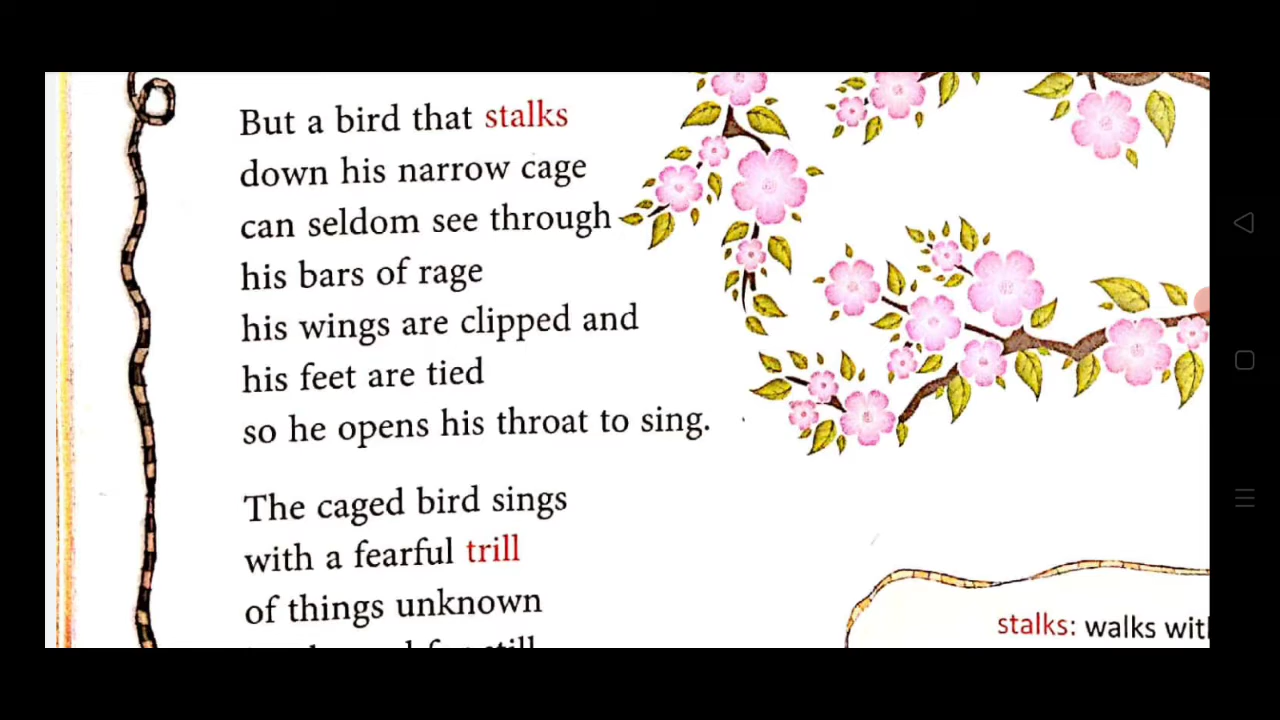 But a bird that stalks
down his narrow cage
can seldom see through
his bars of rage
his wings are clipped and
his feet are tied
so he opens his throat to sing.
The caged bird sings
with a fearful trill
of things unknown
stalks: walks with